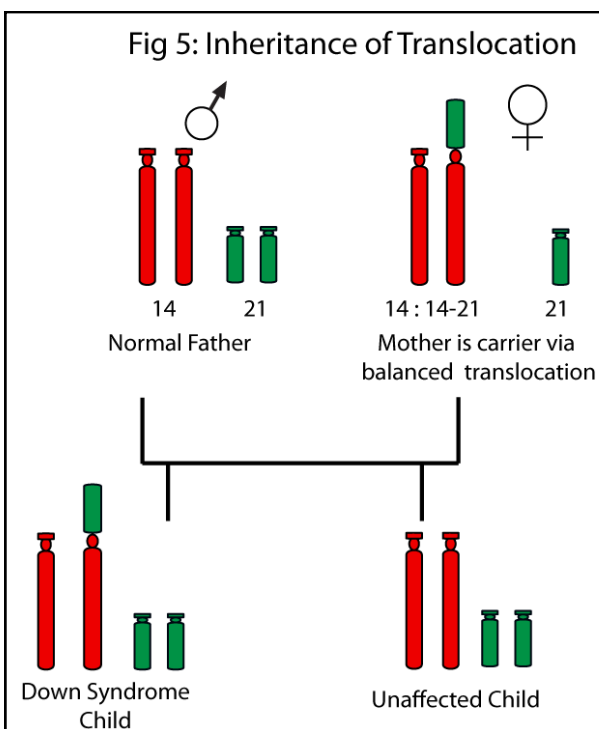 Fig 5: Inheritance of Translocation
14 21 14 : 14-21 21
Normal Father
Mother is carrier via
balanced translocation
Down Syndrome
Child
Unaffected Child